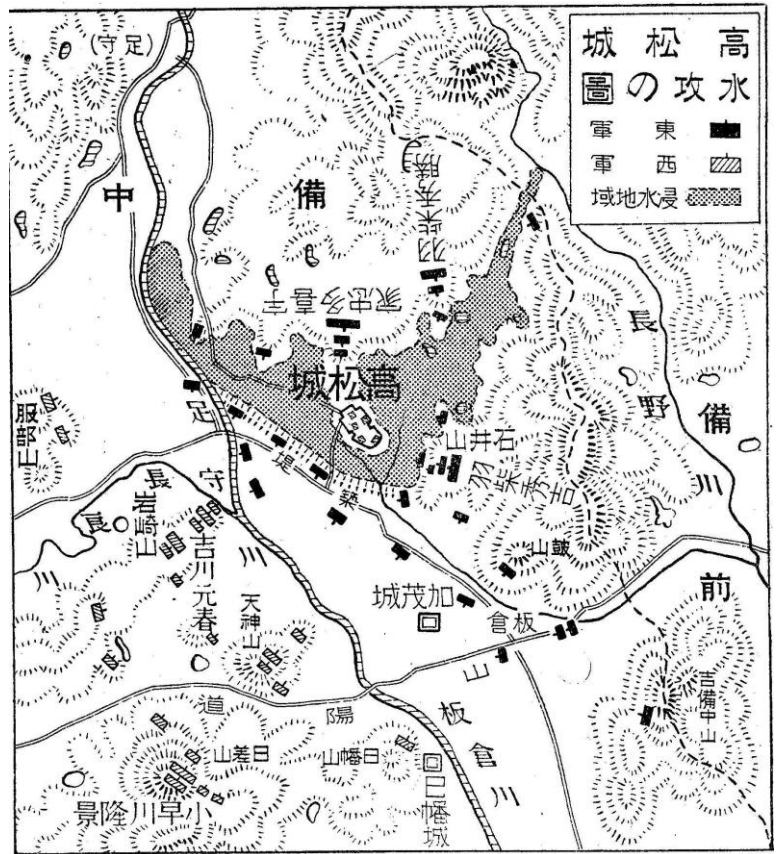 高松城
水攻の圖
東軍
西軍
浸水地域
(足守)
備中
備前
長野川
羽柴秀勝
宇喜多忠家
高松城
石井山
羽柴秀吉
鼓山
築堤
足守川
服部山
長良川
岩崎山
吉川元春
天神山
加茂城
板倉
山陽道
板倉川
吉備中山
日差山
日幡山
日幡城
小早川隆景